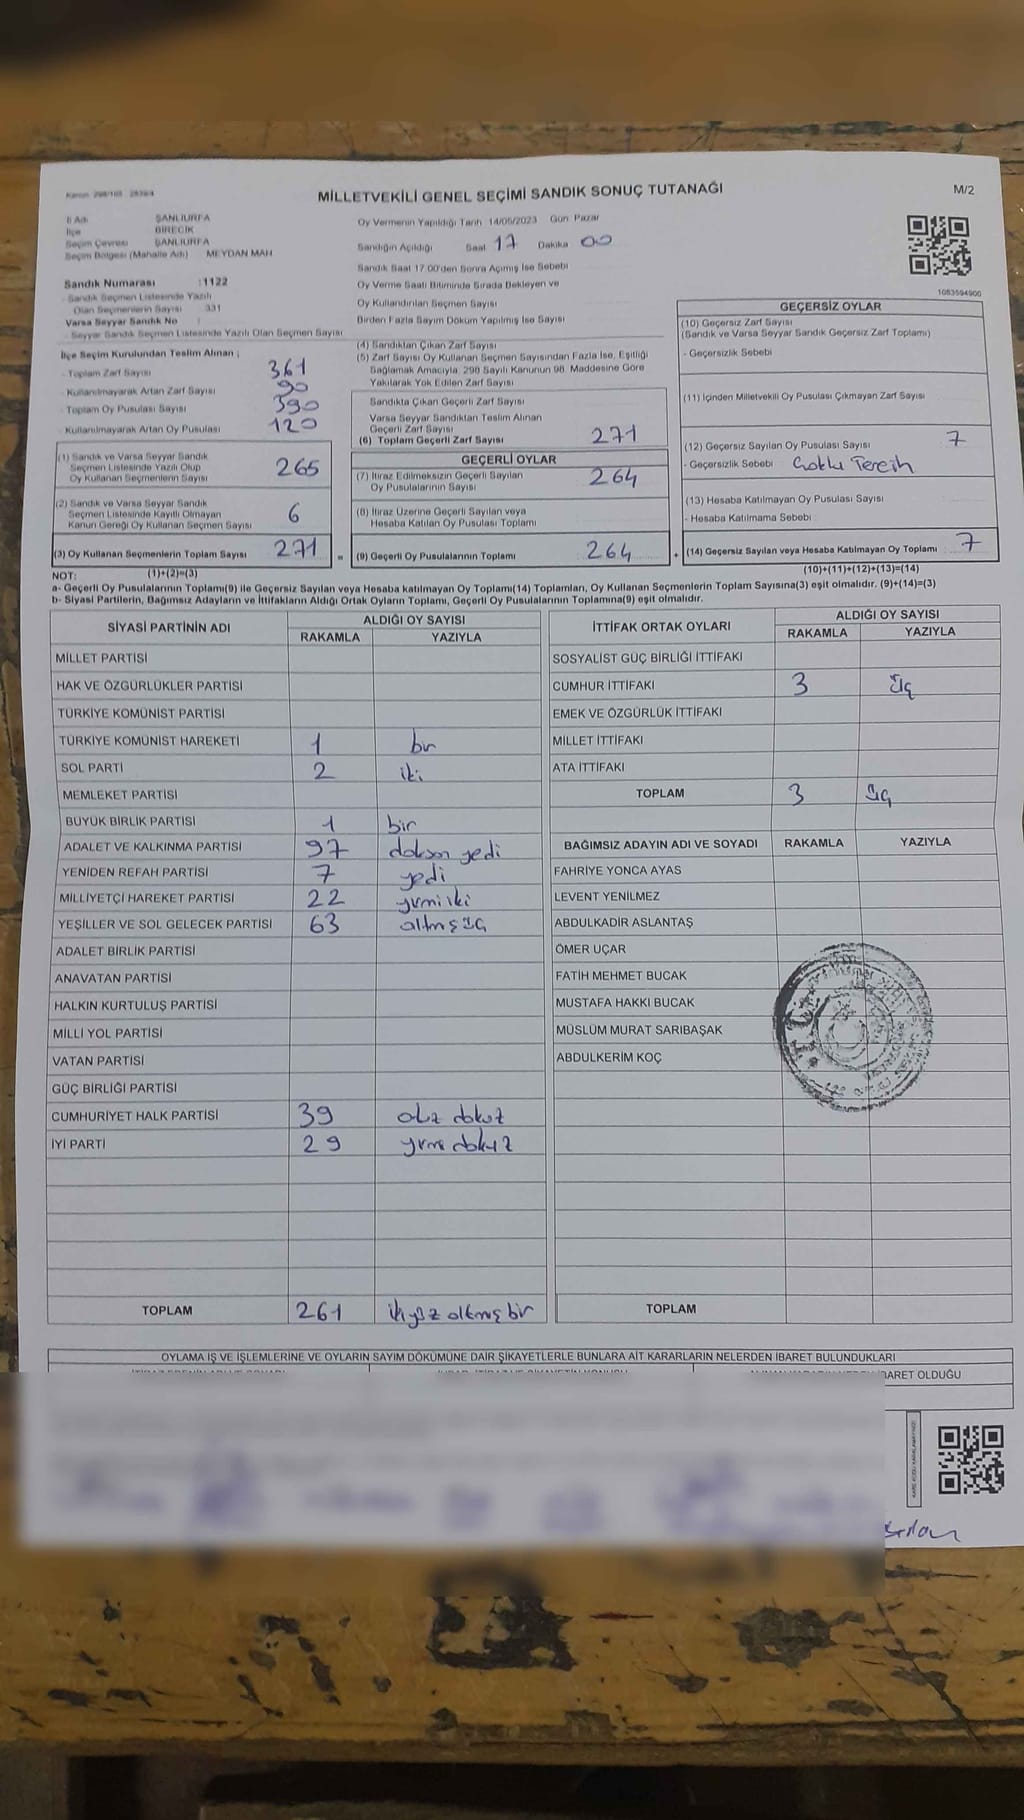 Kanun: 298/105 2839/4
MİLLETVEKİLİ GENEL SEÇİMİ SANDIK SONUÇ TUTANAĞI
M/2
İl Adı ŞANLIURFA
İlçe BİRECİK
Seçim Çevresi ŞANLIURFA
Seçim Bölgesi (Mahalle Adı) MEYDAN MAH
Oy Vermenin Yapıldığı Tarih 14/05/2023 Gün Pazar
Sandığın Açıldığı Saat 17 Dakika 00
Sandık Saat 17:00'den Sonra Açımış İse Sebebi
Oy Verme Saati Bitiminde Sırada Bekleyen ve
Oy Kullandırılan Seçmen Sayısı
Birden Fazla Sayım Döküm Yapılmış İse Sayısı
Sandık Numarası :1122
- Sandık Seçmen Listesinde Yazılı
Olan Seçmenlerin Sayısı : 331
Varsa Seyyar Sandık No :
- Seyyar Sandık Seçmen Listesinde Yazılı Olan Seçmen Sayısı
İlçe Seçim Kurulundan Teslim Alınan ;
- Toplam Zarf Sayısı 361
- Kullanılmayarak Artan Zarf Sayısı 90
- Toplam Oy Pusulası Sayısı 390
- Kullanılmayarak Artan Oy Pusulası 120
(1) Sandık ve Varsa Seyyar Sandık
Seçmen Listesinde Yazılı Olup
Oy Kullanan Seçmenlerin Sayısı 265
(2) Sandık ve Varsa Seyyar Sandık
Seçmen Listesinde Kayıtlı Olmayan
Kanun Gereği Oy Kullanan Seçmen Sayısı 6
(3) Oy Kullanan Seçmenlerin Toplam Sayısı 271 =
(1)+(2)=(3)
(4) Sandıktan Çıkan Zarf Sayısı
(5) Zarf Sayısı Oy Kullanan Seçmen Sayısından Fazla İse, Eşitliği
Sağlamak Amacıyla; 298 Sayılı Kanunun 98. Maddesine Göre
Yakılarak Yok Edilen Zarf Sayısı
Sandıkta Çıkan Geçerli Zarf Sayısı
Varsa Seyyar Sandıktan Teslim Alınan
Geçerli Zarf Sayısı
(6) Toplam Geçerli Zarf Sayısı 271
GEÇERLİ OYLAR
(7) İtiraz Edilmeksizin Geçerli Sayılan
Oy Pusulalarının Sayısı 264
(8) İtiraz Üzerine Geçerli Sayılan veya
Hesaba Katılan Oy Pusulası Toplamı
(9) Geçerli Oy Pusulalarının Toplamı 264 +
1083594900
GEÇERSİZ OYLAR
(10) Geçersiz Zarf Sayısı
(Sandık ve Varsa Seyyar Sandık Geçersiz Zarf Toplamı)
- Geçersizlik Sebebi
(11) İçinden Milletvekili Oy Pusulası Çıkmayan Zarf Sayısı
(12) Geçersiz Sayılan Oy Pusulası Sayısı 7
- Geçersizlik Sebebi Çoklu Tercih
(13) Hesaba Katılmayan Oy Pusulası Sayısı
- Hesaba Katılmama Sebebi
(14) Geçersiz Sayılan veya Hesaba Katılmayan Oy Toplamı 7
(10)+(11)+(12)+(13)=(14)
NOT:
a- Geçerli Oy Pusulalarının Toplamı(9) ile Geçersiz Sayılan veya Hesaba katılmayan Oy Toplamı(14) Toplamları, Oy Kullanan Seçmenlerin Toplam Sayısına(3) eşit olmalıdır. (9)+(14)=(3)
b- Siyasi Partilerin, Bağımsız Adayların ve İttifakların Aldığı Ortak Oyların Toplamı, Geçerli Oy Pusulalarının Toplamına(9) eşit olmalıdır.
SİYASİ PARTİNİN ADI
ALDIĞI OY SAYISI
RAKAMLA YAZIYLA
MİLLET PARTİSİ
HAK VE ÖZGÜRLÜKLER PARTİSİ
TÜRKİYE KOMÜNİST PARTİSİ
TÜRKİYE KOMÜNİST HAREKETİ 1 bir
SOL PARTİ 2 iki
MEMLEKET PARTİSİ
BÜYÜK BİRLİK PARTİSİ 1 bir
ADALET VE KALKINMA PARTİSİ 97 doksan yedi
YENİDEN REFAH PARTİSİ 7 yedi
MİLLİYETÇİ HAREKET PARTİSİ 22 yirmi iki
YEŞİLLER VE SOL GELECEK PARTİSİ 63 altmış üç
ADALET BİRLİK PARTİSİ
ANAVATAN PARTİSİ
HALKIN KURTULUŞ PARTİSİ
MİLLİ YOL PARTİSİ
VATAN PARTİSİ
GÜÇ BİRLİĞİ PARTİSİ
CUMHURİYET HALK PARTİSİ 39 otuz dokuz
İYİ PARTİ 29 yirmi dokuz
TOPLAM 261 iki yüz altmış bir
İTTİFAK ORTAK OYLARI
ALDIĞI OY SAYISI
RAKAMLA YAZIYLA
SOSYALİST GÜÇ BİRLİĞİ İTTİFAKI
CUMHUR İTTİFAKI 3 üç
EMEK VE ÖZGÜRLÜK İTTİFAKI
MİLLET İTTİFAKI
ATA İTTİFAKI
TOPLAM 3 üç
BAĞIMSIZ ADAYIN ADI VE SOYADI RAKAMLA YAZIYLA
FAHRİYE YONCA AYAS
LEVENT YENİLMEZ
ABDULKADİR ASLANTAŞ
ÖMER UÇAR
FATİH MEHMET BUCAK
MUSTAFA HAKKI BUCAK
MÜSLÜM MURAT SARIBAŞAK
ABDULKERİM KOÇ
TOPLAM
OYLAMA İŞ VE İŞLEMLERİNE VE OYLARIN SAYIM DÖKÜMÜNE DAİR ŞİKAYETLERLE BUNLARA AİT KARARLARIN NELERDEN İBARET BULUNDUKLARI
OLDUĞU